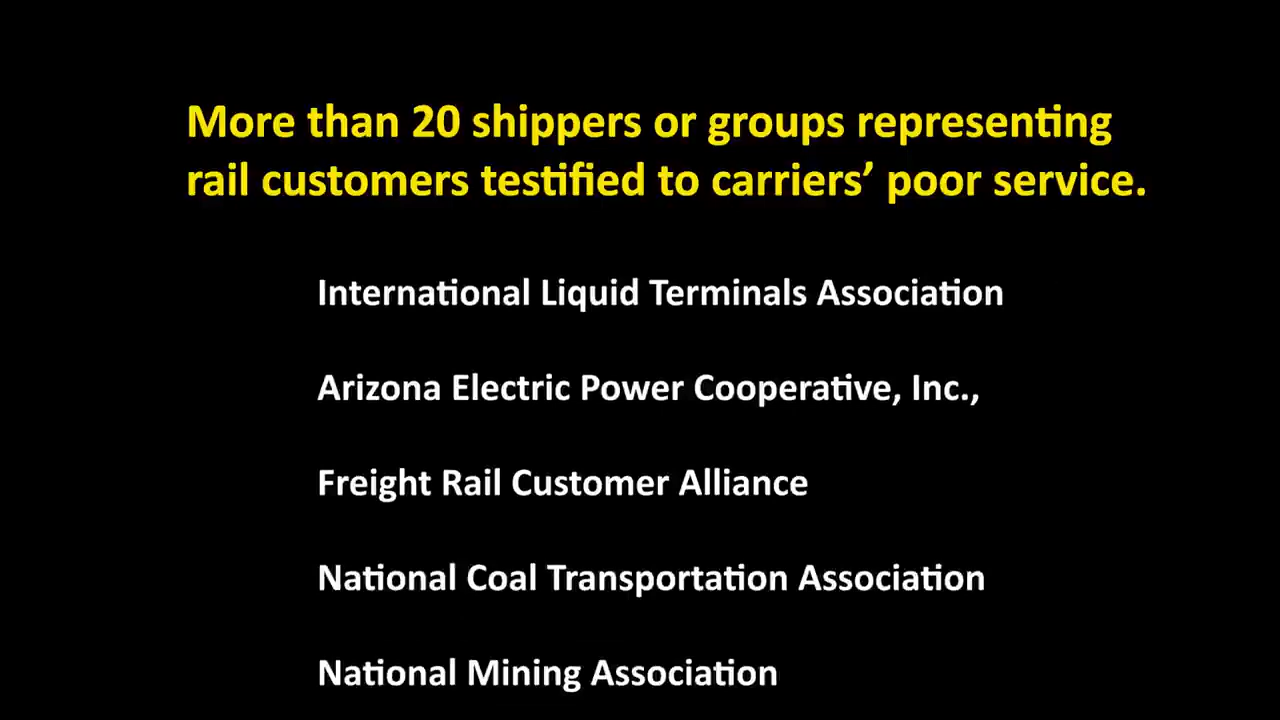 More than 20 shippers or groups representing
rail customers testified to carriers’ poor service.
International Liquid Terminals Association
Arizona Electric Power Cooperative, Inc.,
Freight Rail Customer Alliance
National Coal Transportation Association
National Mining Association